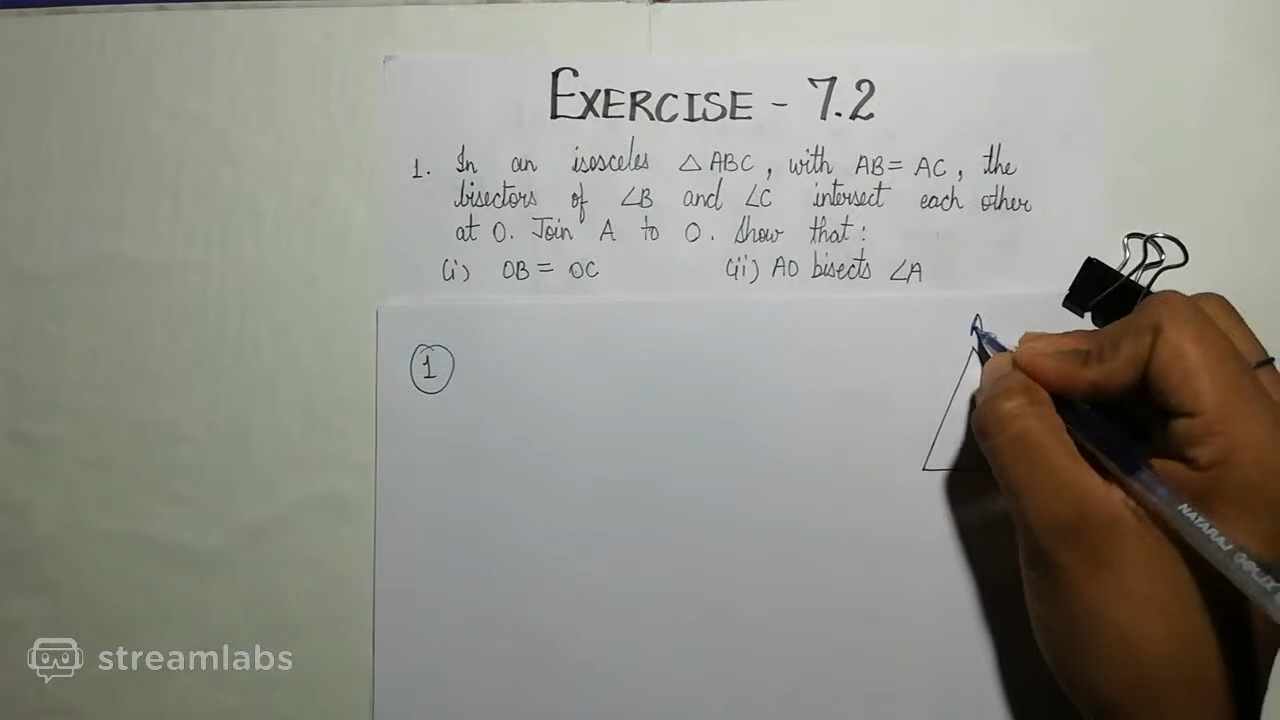 EXERCISE - 7.2
1. In an isosceles △ ABC, with AB = AC, the
bisectors of ∠B and ∠C intersect each other
at O. Join A to O. Show that:
(i) OB = OC (ii) AO bisects ∠A
1
A
NATARAJ
streamlabs